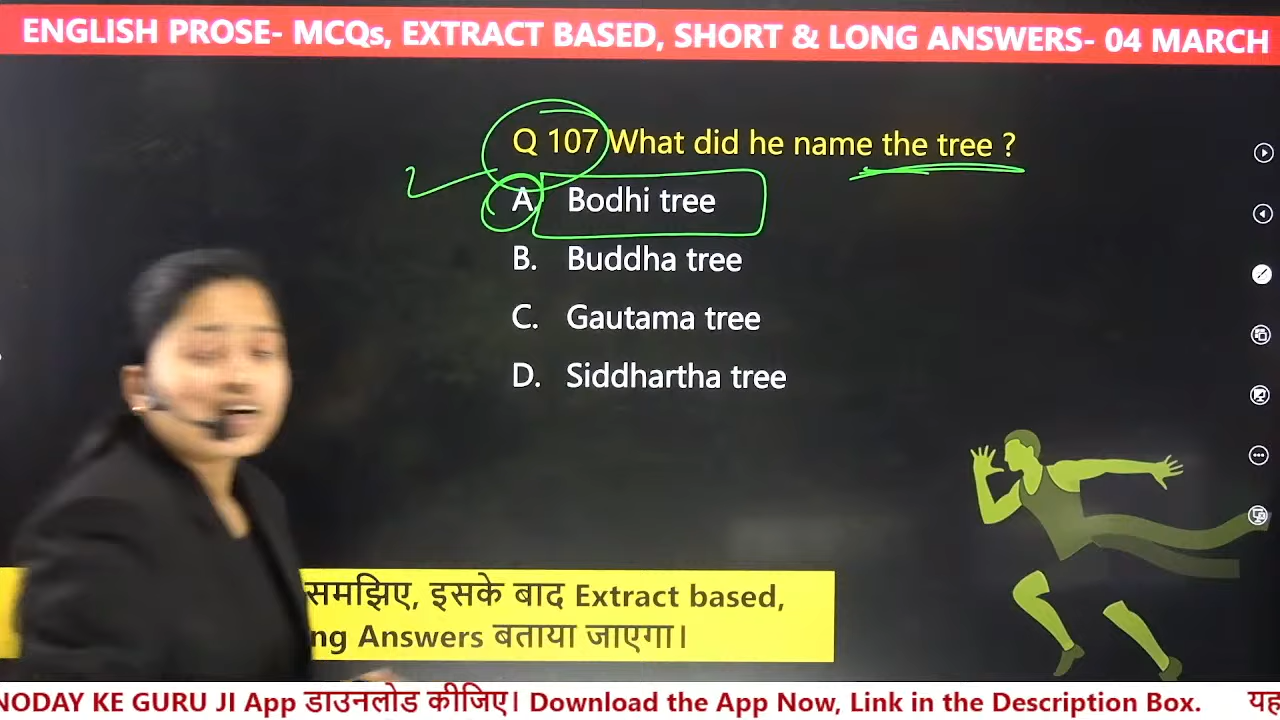 ENGLISH PROSE- MCQs, EXTRACT BASED, SHORT & LONG ANSWERS- 04 MARCH
Q 107 What did he name the tree ?
A. Bodhi tree
B. Buddha tree
C. Gautama tree
D. Siddhartha tree
समझिए, इसके बाद Extract based,
ng Answers बताया जाएगा।
NODAY KE GURU JI App डाउनलोड कीजिए। Download the App Now, Link in the Description Box. यह